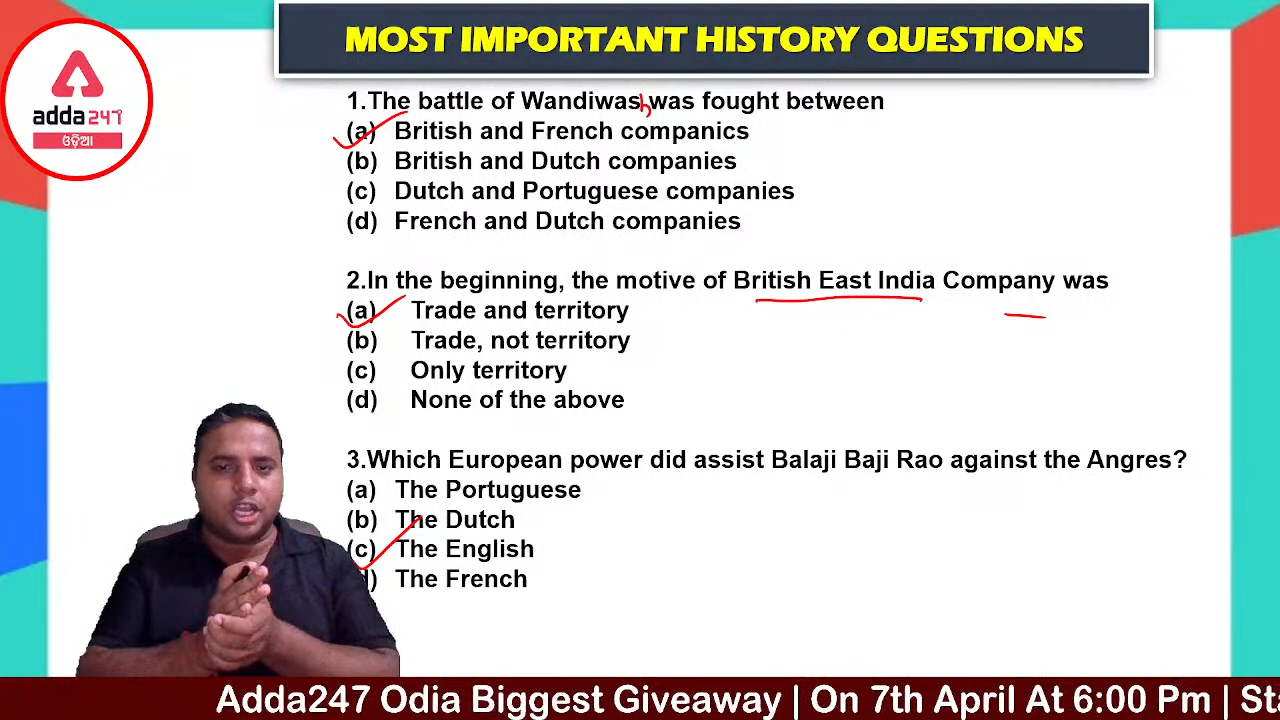 MOST IMPORTANT HISTORY QUESTIONS
adda247
ଓଡ଼ିଆ
1.The battle of Wandiwash was fought between
(a) British and French companics
(b) British and Dutch companies
(c) Dutch and Portuguese companies
(d) French and Dutch companies
2.In the beginning, the motive of British East India Company was
(a) Trade and territory
(b) Trade, not territory
(c) Only territory
(d) None of the above
3.Which European power did assist Balaji Baji Rao against the Angres?
(a) The Portuguese
(b) The Dutch
(c) The English
(d) The French
Adda247 Odia Biggest Giveaway | On 7th April At 6:00 Pm | Sta